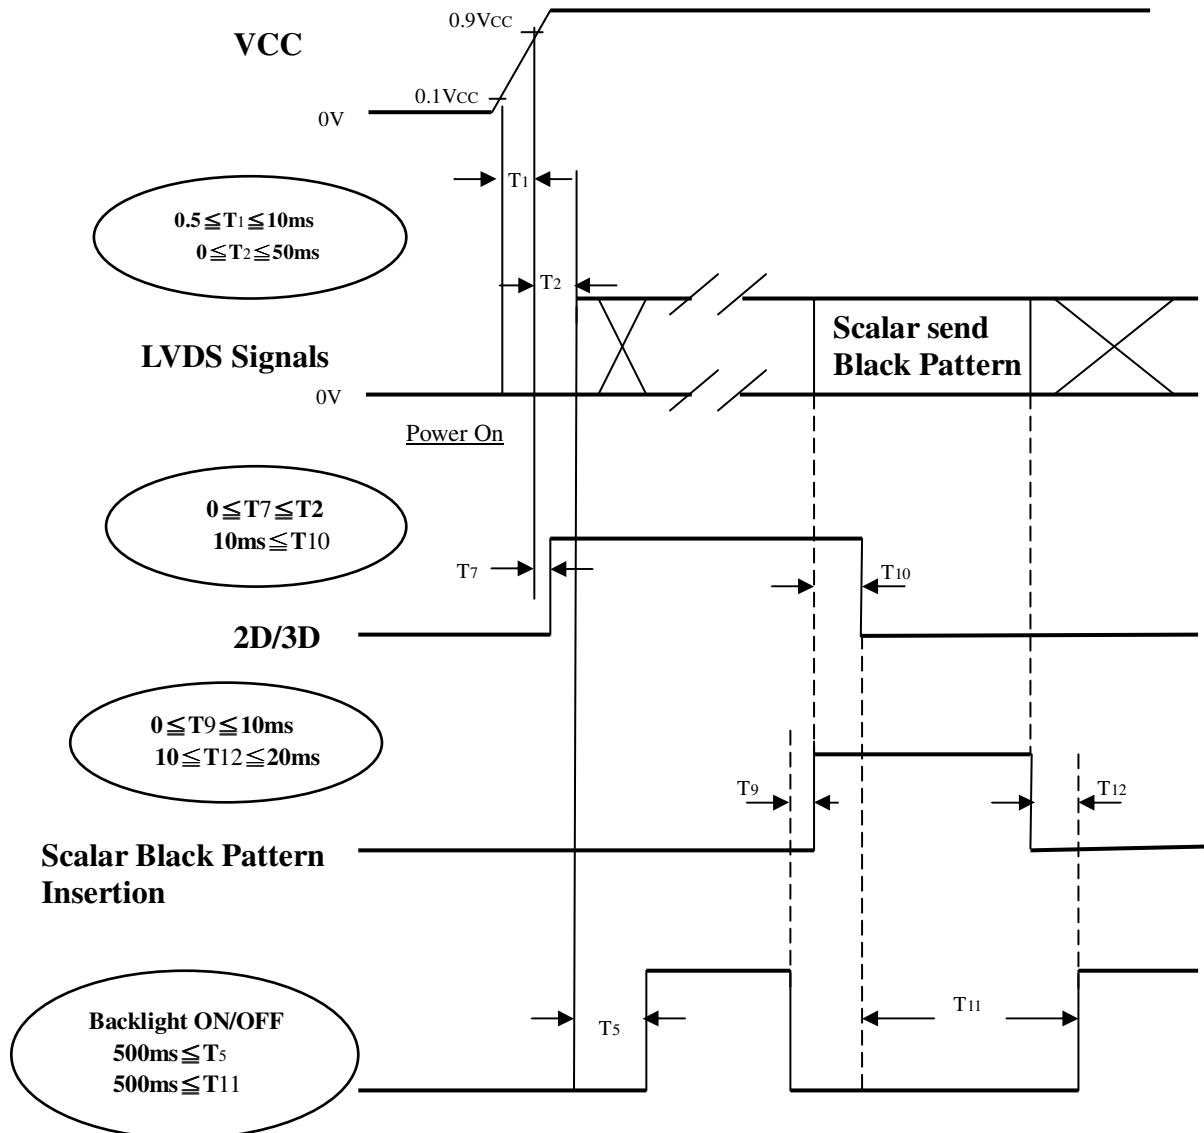 0.9VCC
VCC
0.1VCC
0V
T1
0.5≦T1≦10ms
0≦T2≦50ms
T2
Scalar send
Black Pattern
LVDS Signals
0V
Power On
0≦T7≦T2
10ms≦T10
T7
T10
2D/3D
0≦T9≦10ms
10≦T12≦20ms
T9
T12
Scalar Black Pattern
Insertion
Backlight ON/OFF
500ms≦T5
500ms≦T11
T5
T11